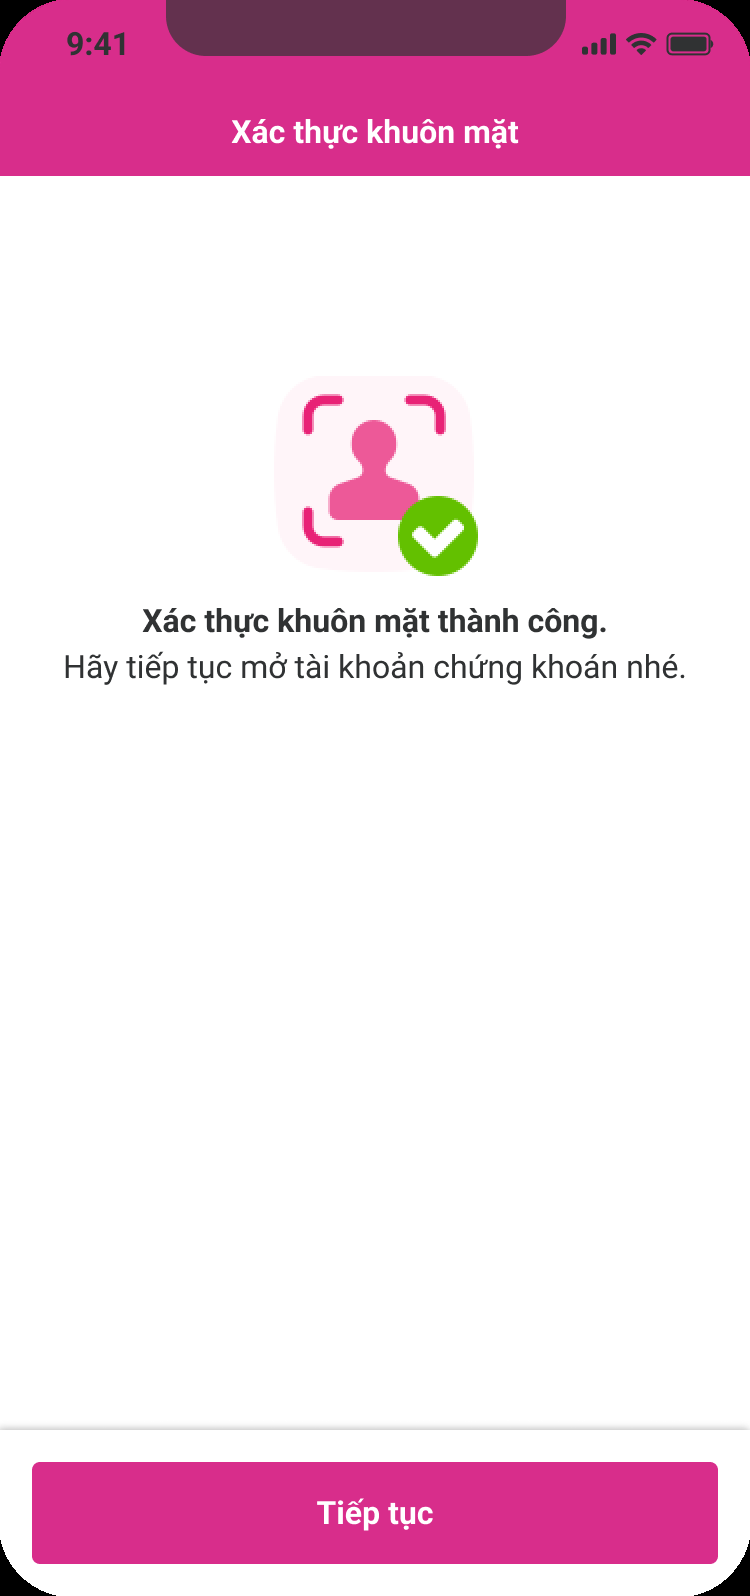 9:41
Xác thực khuôn mặt
Xác thực khuôn mặt thành công.
Hãy tiếp tục mở tài khoản chứng khoán nhé.
Tiếp tục